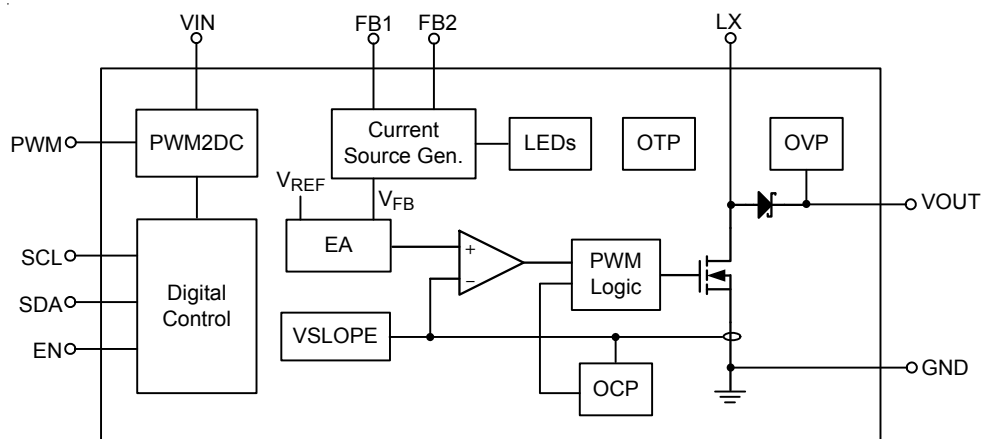 VIN
FB1
FB2
LX
PWM
PWM2DC
Current
Source Gen.
LEDs
OTP
OVP
VREF
VFB
VOUT
SCL
SDA
EN
Digital
Control
EA
+
−
PWM
Logic
VSLOPE
OCP
GND